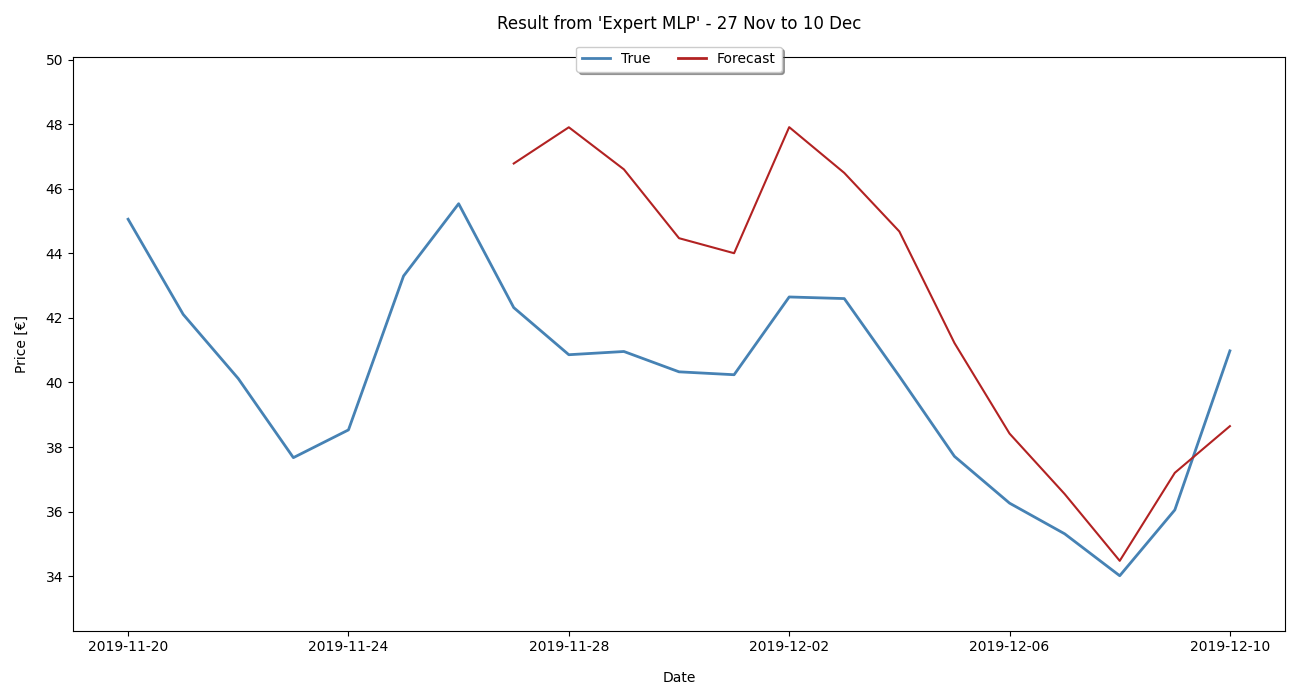 Result from 'Expert MLP' - 27 Nov to 10 Dec
True Forecast
50
48
46
44
42
40
38
36
34
Price [€]
2019-11-20 2019-11-24 2019-11-28 2019-12-02 2019-12-06 2019-12-10
Date